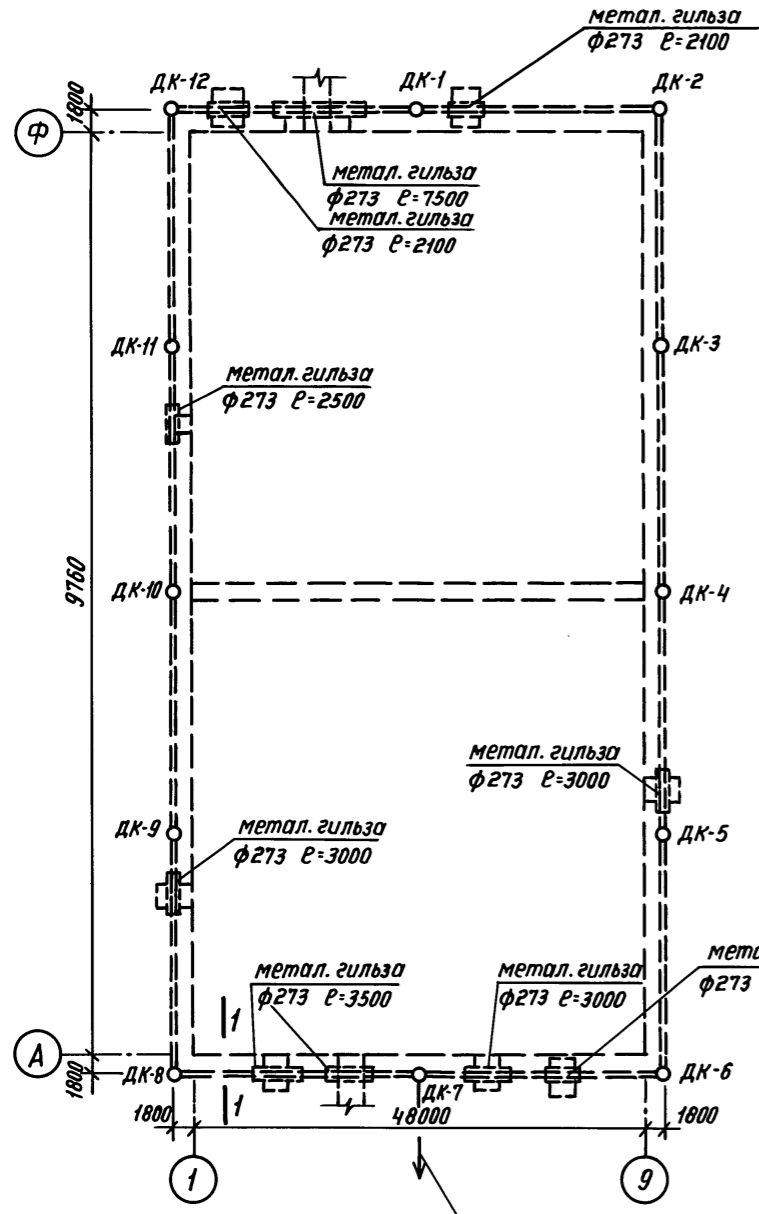 метал. гильза
ф273 ℓ=2100
ДК-12
ДК-1
ДК-2
1800
Ф
метал. гильза
ф273 ℓ=7500
метал. гильза
ф273 ℓ=2100
ДК-11
ДК-3
метал. гильза
ф273 ℓ=2500
9760
ДК-10
ДК-4
метал. гильза
ф273 ℓ=3000
ДК-9
метал. гильза
ф273 ℓ=3000
ДК-5
метал. гильза
ф273 ℓ=3500
метал. гильза
ф273 ℓ=3000
мета
ф273
1
А
1800
ДК-8
ДК-7
ДК-6
1
1800
48000
1800
1
9